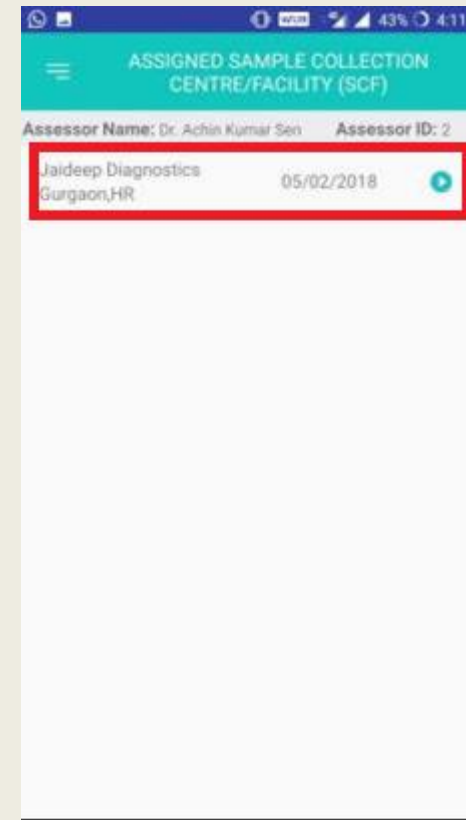 43% 4:11
ASSIGNED SAMPLE COLLECTION
CENTRE/FACILITY (SCF)
Assessor Name: Dr. Achin Kumar Sen Assessor ID: 2
Jaideep Diagnostics 05/02/2018
Gurgaon,HR